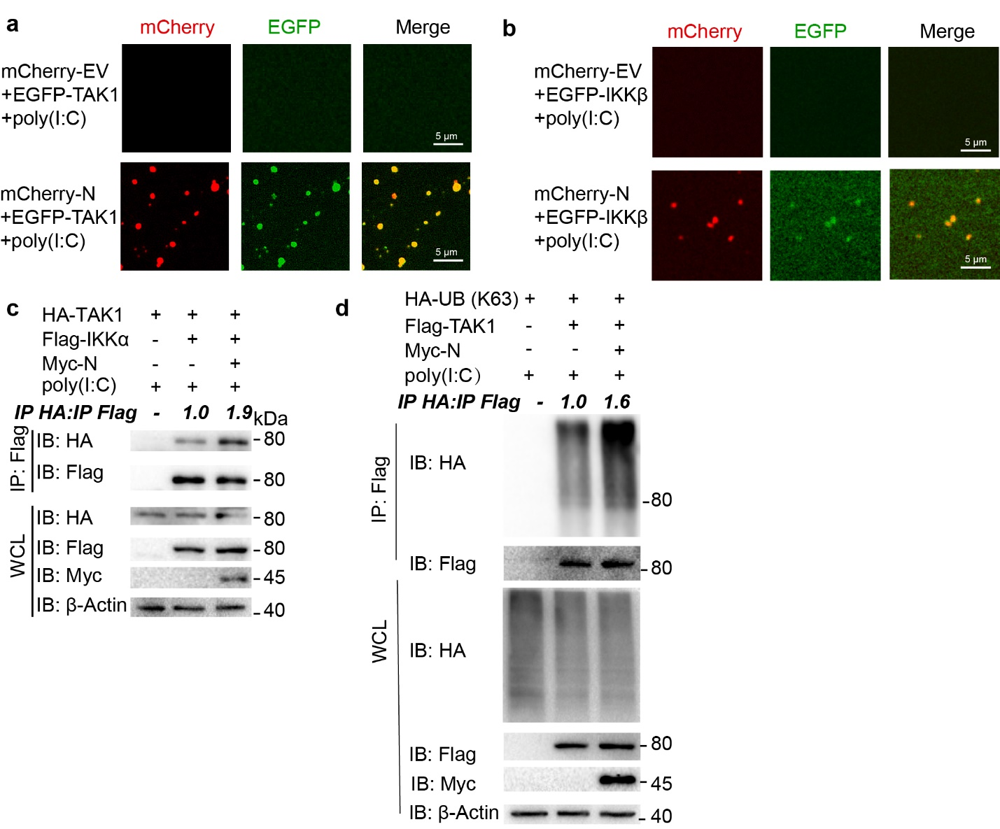 a
mCherry EGFP Merge
mCherry-EV
+EGFP-TAK1
+poly(I:C)
5 μm
mCherry-N
+EGFP-TAK1
+poly(I:C)
5 μm
b
mCherry EGFP Merge
mCherry-EV
+EGFP-IKKβ
+poly(I:C)
5 μm
mCherry-N
+EGFP-IKKβ
+poly(I:C)
5 μm
c
HA-TAK1 + + +
Flag-IKKα - + +
Myc-N - - +
poly(I:C) + + +
IP HA:IP Flag - 1.0 1.9 kDa
IP: Flag
IB: HA -80
IB: Flag -80
WCL
IB: HA -80
IB: Flag -80
IB: Myc -45
IB: β-Actin -40
d
HA-UB (K63) + + +
Flag-TAK1 - + +
Myc-N - - +
poly(I:C) + + +
IP HA:IP Flag - 1.0 1.6
IP: Flag
IB: HA
-80
IB: Flag -80
WCL
IB: HA
IB: Flag -80
IB: Myc -45
IB: β-Actin -40